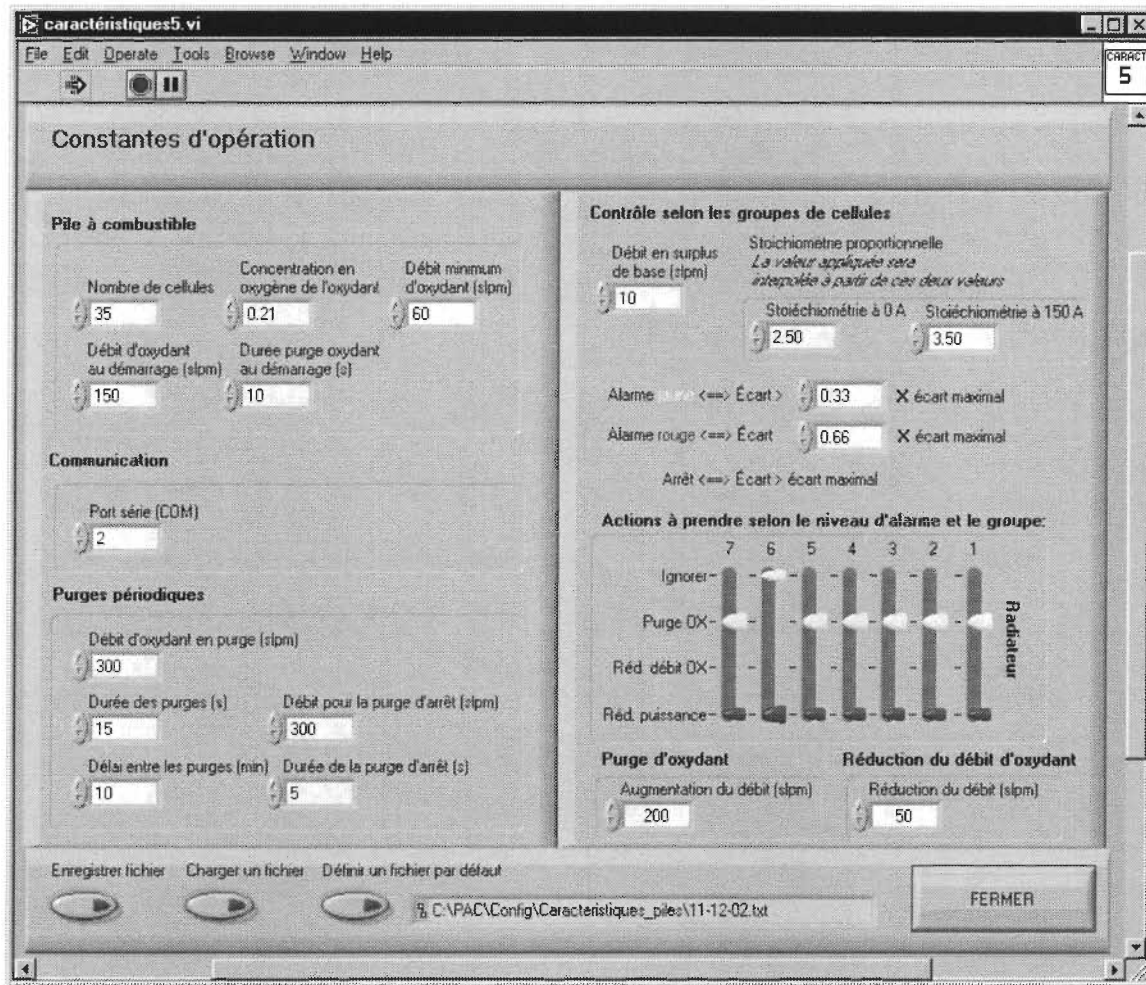 caractéristiques5.vi
File Edit Operate Tools Browse Window Help
CARACT
5
Constantes d'opération
Pile à combustible
Nombre de cellules
35
Concentration en
oxygène de l'oxydant
0.21
Débit minimum
d'oxydant (slpm)
60
Débit d'oxydant
au démarrage (slpm)
150
Durée purge oxydant
au démarrage (s)
10
Communication
Port série (COM)
2
Purges périodiques
Débit d'oxydant en purge (slpm)
300
Durée des purges (s)
15
Débit pour la purge d'arrêt (slpm)
300
Délai entre les purges (min)
10
Durée de la purge d'arrêt (s)
5
Contrôle selon les groupes de cellules
Débit en surplus
de base (slpm)
10
Stoichiométrie proportionnelle
La valeur appliquée sera
interpolée à partir de ces deux valeurs
Stoiéchiométrie à 0 A
2.50
Stoiéchiométrie à 150 A
3.50
Alarme <==> Écart > 0.33 X écart maximal
Alarme rouge <==> Écart 0.66 X écart maximal
Arrêt <==> Écart > écart maximal
Actions à prendre selon le niveau d'alarme et le groupe:
7 6 5 4 3 2 1
Ignorer
Purge OX
Réd. débit OX
Réd. puissance
Radiateur
Purge d'oxydant
Augmentation du débit (slpm)
200
Réduction du débit d'oxydant
Réduction du débit (slpm)
50
Enregistrer fichier
Charger un fichier
Définir un fichier par défaut
C:\PAC\Config\Caracteristiques_piles\11-12-02.txt
FERMER